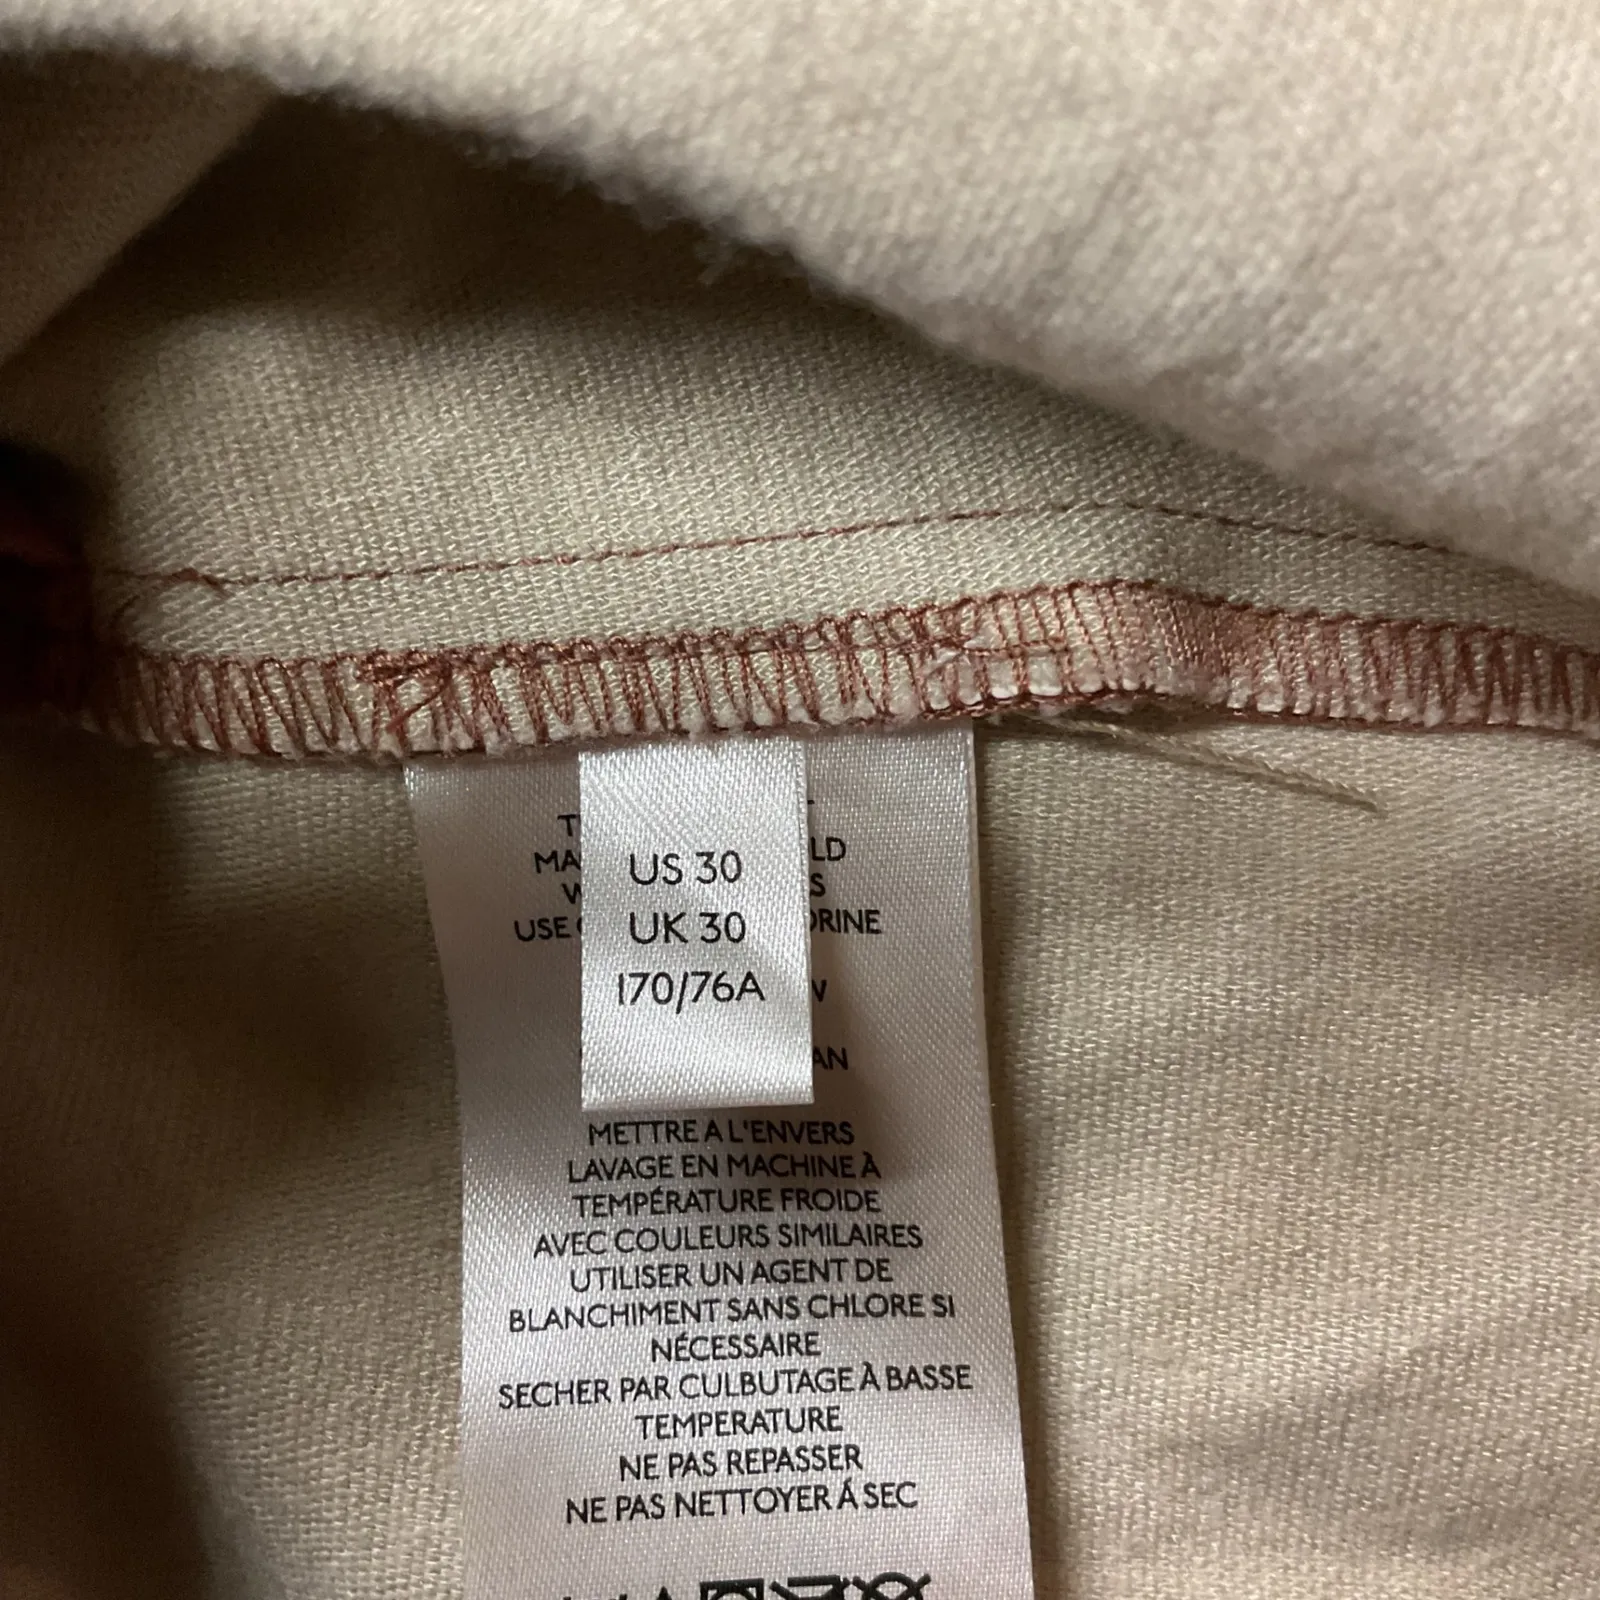 US 30
UK 30
170/76A
USE
METTRE A L'ENVERS
LAVAGE EN MACHINE À
TEMPÉRATURE FROIDE
AVEC COULEURS SIMILAIRES
UTILISER UN AGENT DE
BLANCHIMENT SANS CHLORE SI
NÉCESSAIRE
SECHER PAR CULBUTAGE À BASSE
TEMPERATURE
NE PAS REPASSER
NE PAS NETTOYER Á SEC